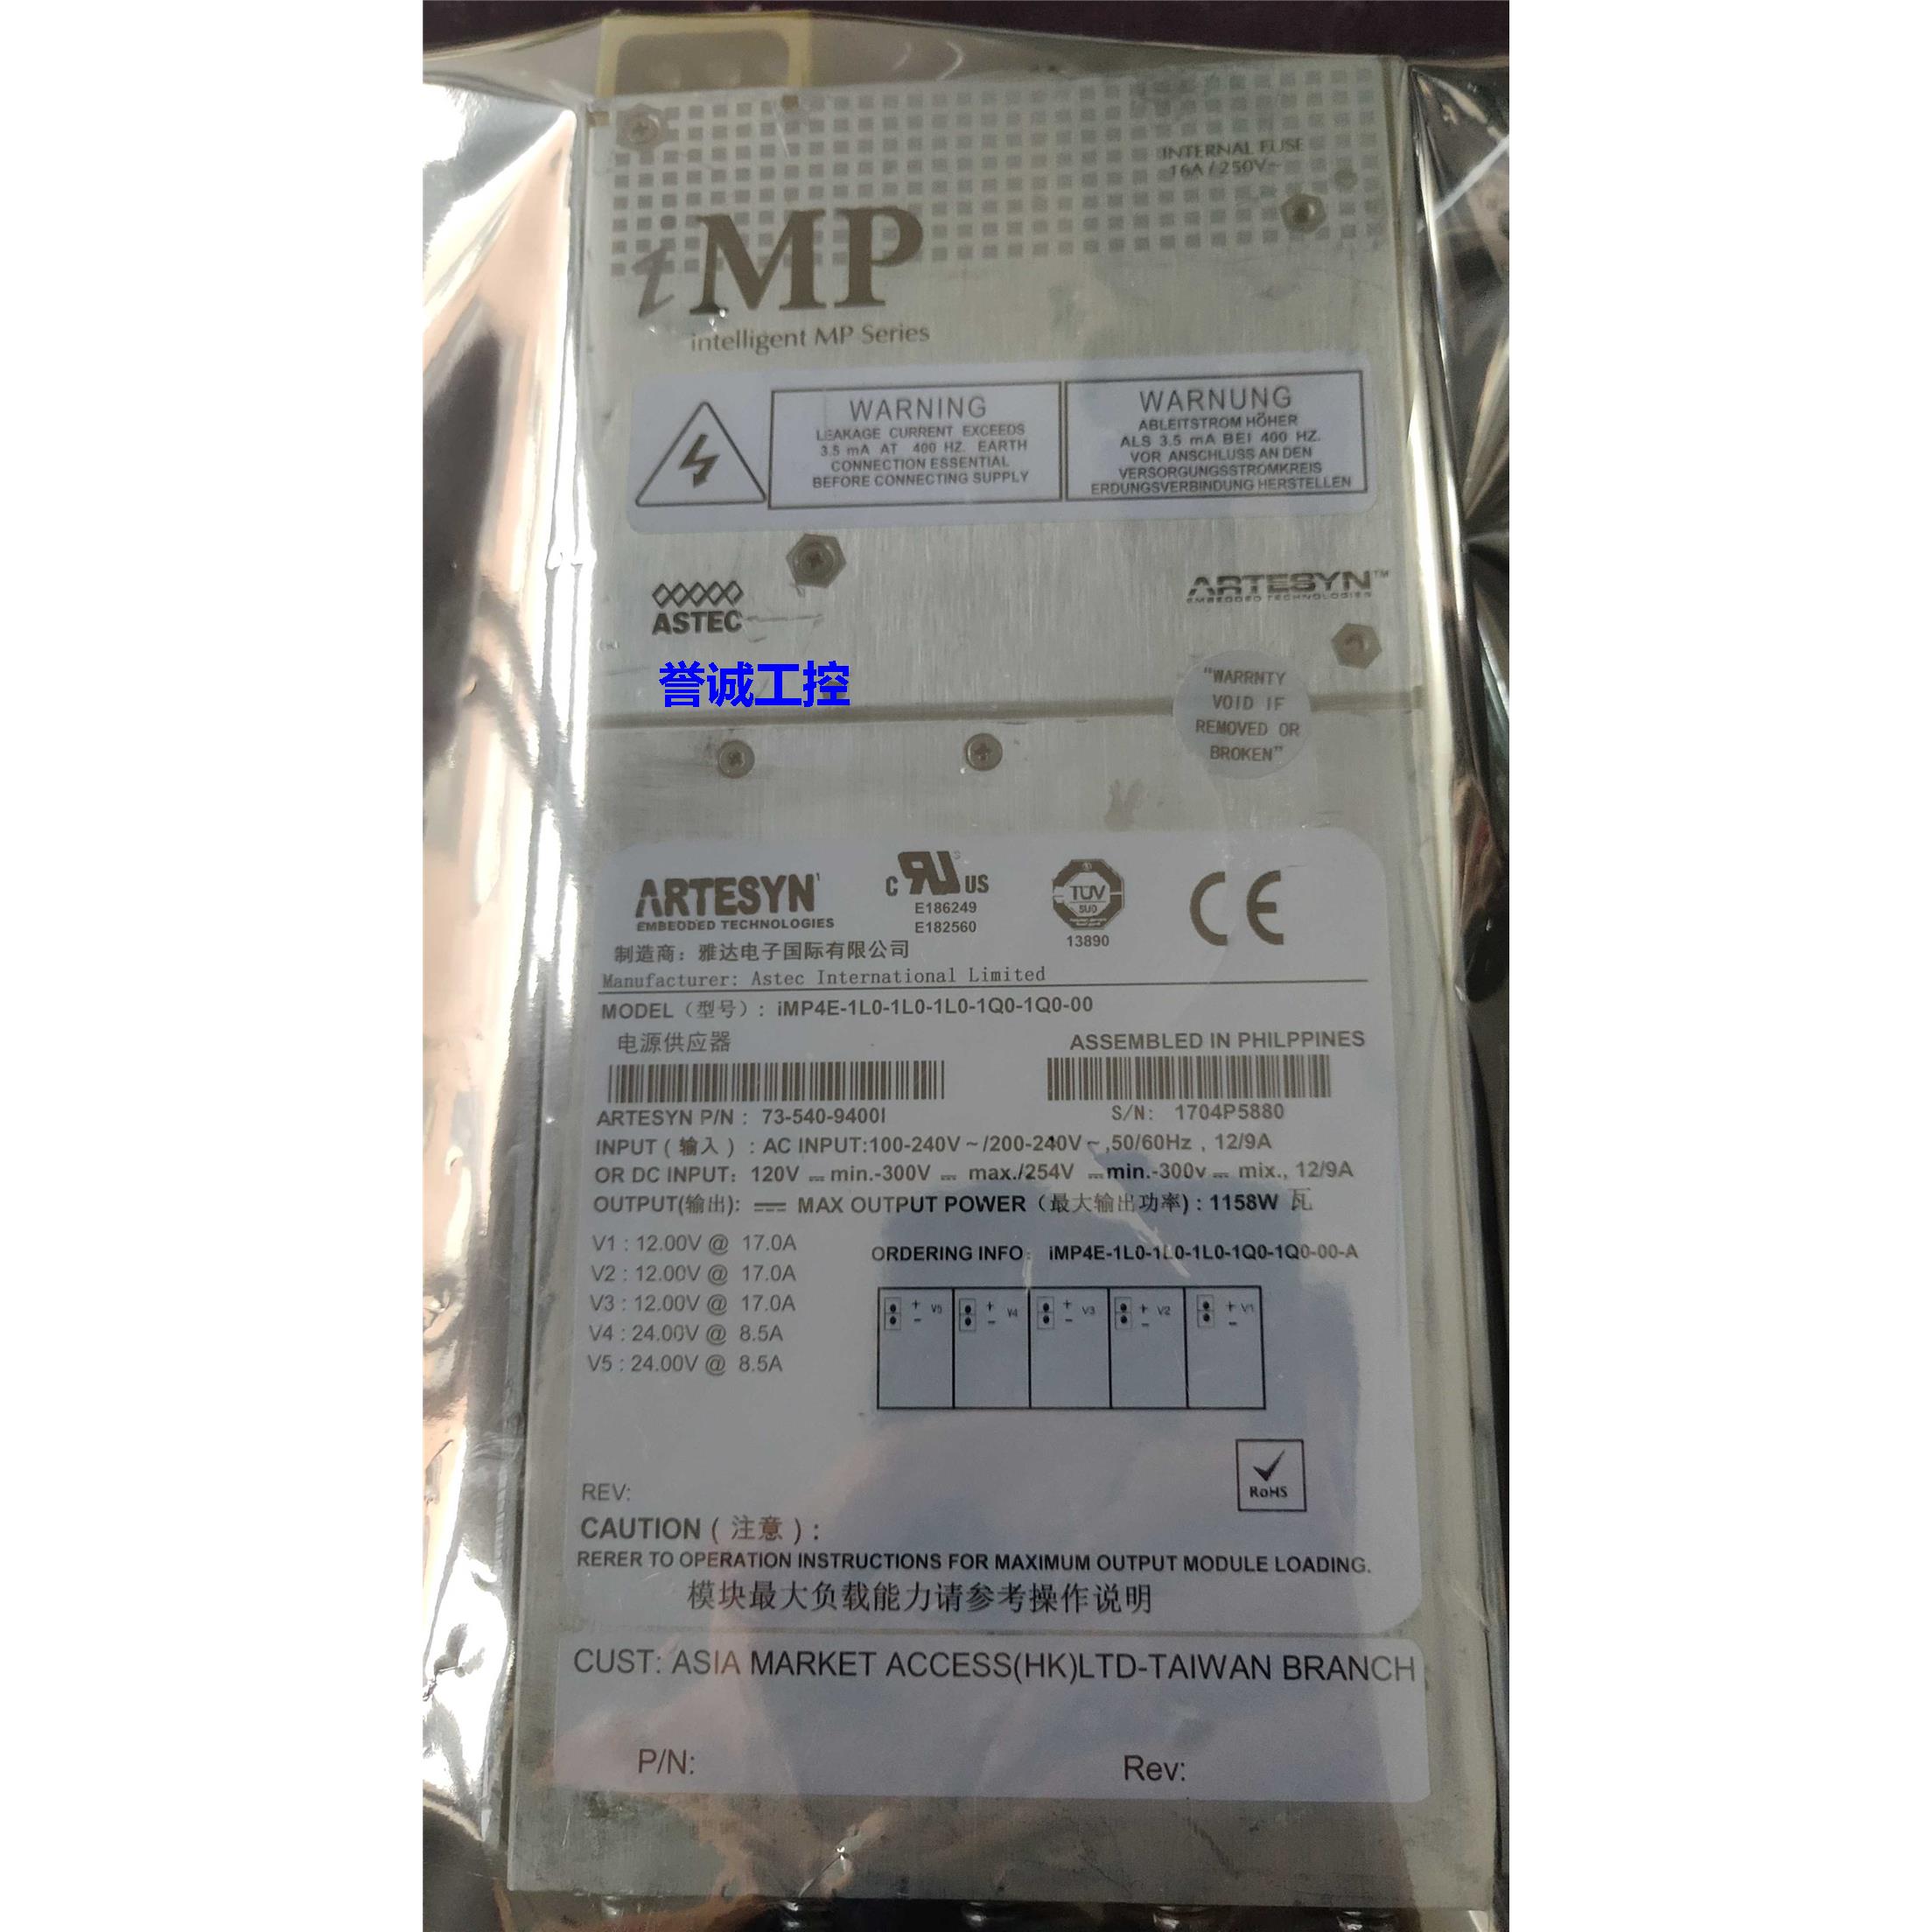 INTERNAL FUSE
16A / 250V~
iMP
intelligent MP Series
WARNING
LEAKAGE CURRENT EXCEEDS
3.5 mA AT 400 HZ. EARTH
CONNECTION ESSENTIAL
BEFORE CONNECTING SUPPLY
WARNUNG
ABLEITSTROM HÖHER
ALS 3.5 mA BEI 400 HZ.
VOR ANSCHLUSS AN DEN
VERSORGUNGSSTROMKREIS
ERDUNGSVERBINDUNG HERSTELLEN
ASTEC
ARTESYN™
EMBEDDED TECHNOLOGIES
誉诚工控
"WARRNTY
VOID IF
REMOVED OR
BROKEN"
ARTESYN
EMBEDDED TECHNOLOGIES
C RU US
E186249
E182560
TÜV
SUD
13890
CE
制造商：雅达电子国际有限公司
Manufacturer: Astec International Limited
MODEL（型号）: iMP4E-1L0-1L0-1L0-1Q0-1Q0-00
电源供应器
ASSEMBLED IN PHILPPINES
ARTESYN P/N : 73-540-9400I
S/N: 1704P5880
INPUT ( 输入 ) : AC INPUT:100-240V ~ /200-240V ~ ,50/60Hz , 12/9A
OR DC INPUT: 120V ⎓ min.-300V ⎓ max./254V ⎓ min.-300v ⎓ mix., 12/9A
OUTPUT(输出): ⎓ MAX OUTPUT POWER（最大输出功率) : 1158W 瓦
V1 : 12.00V @ 17.0A
V2 : 12.00V @ 17.0A
V3 : 12.00V @ 17.0A
V4 : 24.00V @ 8.5A
V5 : 24.00V @ 8.5A
ORDERING INFO: iMP4E-1L0-1L0-1L0-1Q0-1Q0-00-A
+ V5 + V4 + V3 + V2 + V1
- - - - -
RoHS
REV:
CAUTION ( 注意 ) :
RERER TO OPERATION INSTRUCTIONS FOR MAXIMUM OUTPUT MODULE LOADING.
模块最大负载能力请参考操作说明
CUST: ASIA MARKET ACCESS(HK)LTD-TAIWAN BRANCH
P/N: Rev: